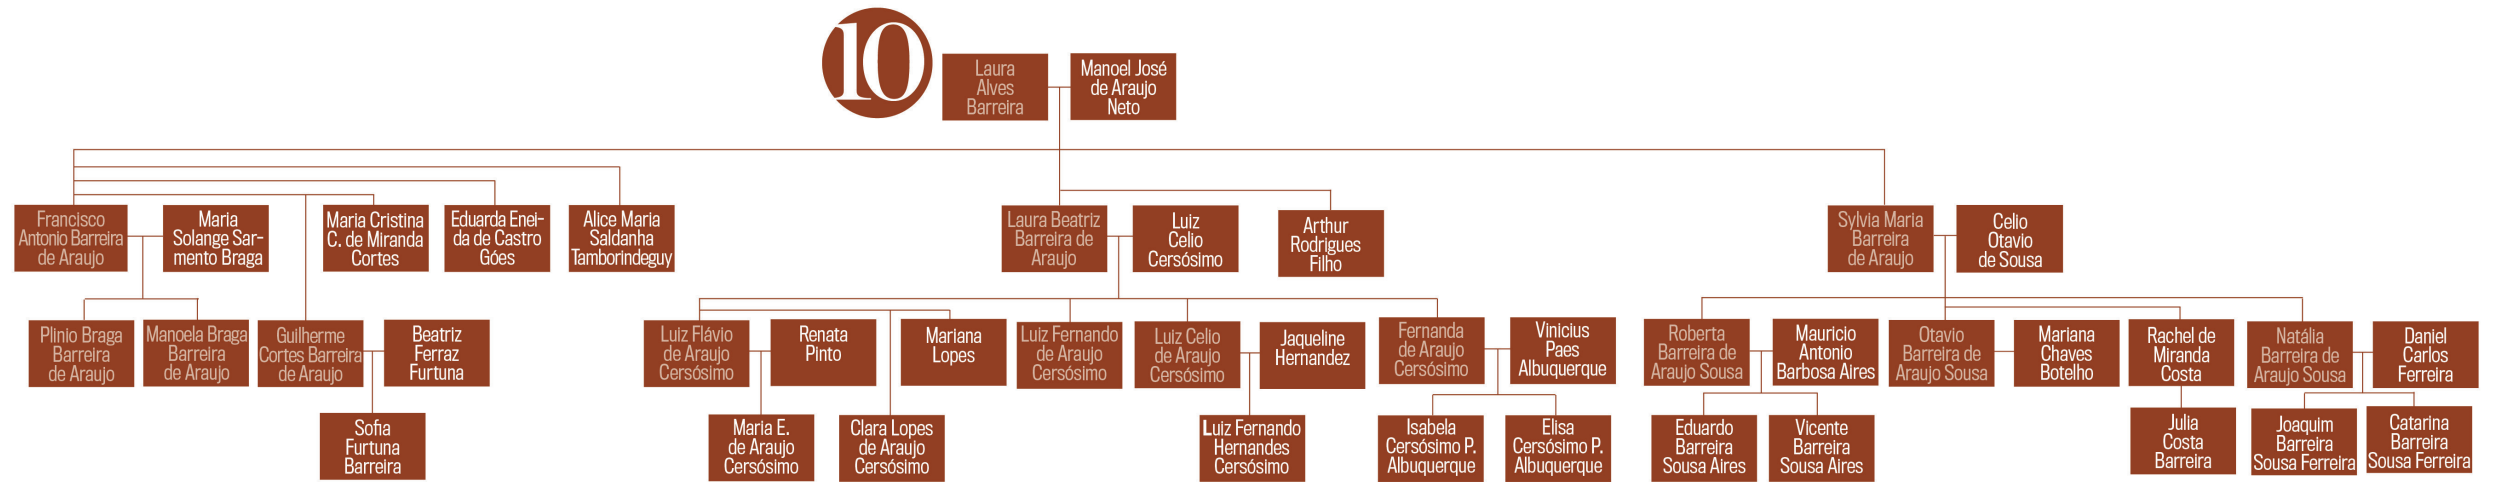 10
Laura
Alves
Barreira
Manoel José
de Araujo
Neto
Francisco
Antonio Barreira
de Araujo
Maria
Solange Sar-
mento Braga
Maria Cristina
C. de Miranda
Cortes
Eduarda Enei-
da de Castro
Góes
Alice Maria
Saldanha
Tamborindeguy
Laura Beatriz
Barreira de
Araujo
Luiz
Celio
Cersósimo
Arthur
Rodrigues
Filho
Sylvia Maria
Barreira
de Araujo
Celio
Otavio
de Sousa
Plinio Braga
Barreira
de Araujo
Manoela Braga
Barreira
de Araujo
Guilherme
Cortes Barreira
de Araujo
Beatriz
Ferraz
Furtuna
Luiz Flávio
de Araujo
Cersósimo
Renata
Pinto
Mariana
Lopes
Luiz Fernando
de Araujo
Cersósimo
Luiz Celio
de Araujo
Cersósimo
Jaqueline
Hernandez
Fernanda
de Araujo
Cersósimo
Vinicius
Paes
Albuquerque
Roberta
Barreira de
Araujo Sousa
Mauricio
Antonio
Barbosa Aires
Otavio
Barreira de
Araujo Sousa
Mariana
Chaves
Botelho
Rachel de
Miranda
Costa
Natália
Barreira de
Araujo Sousa
Daniel
Carlos
Ferreira
Sofia
Furtuna
Barreira
Maria E.
de Araujo
Cersósimo
Clara Lopes
de Araujo
Cersósimo
Luiz Fernando
Hernandes
Cersósimo
Isabela
Cersósimo P.
Albuquerque
Elisa
Cersósimo P.
Albuquerque
Eduardo
Barreira
Sousa Aires
Vicente
Barreira
Sousa Aires
Julia
Costa
Barreira
Joaquim
Barreira
Sousa Ferreira
Catarina
Barreira
Sousa Ferreira